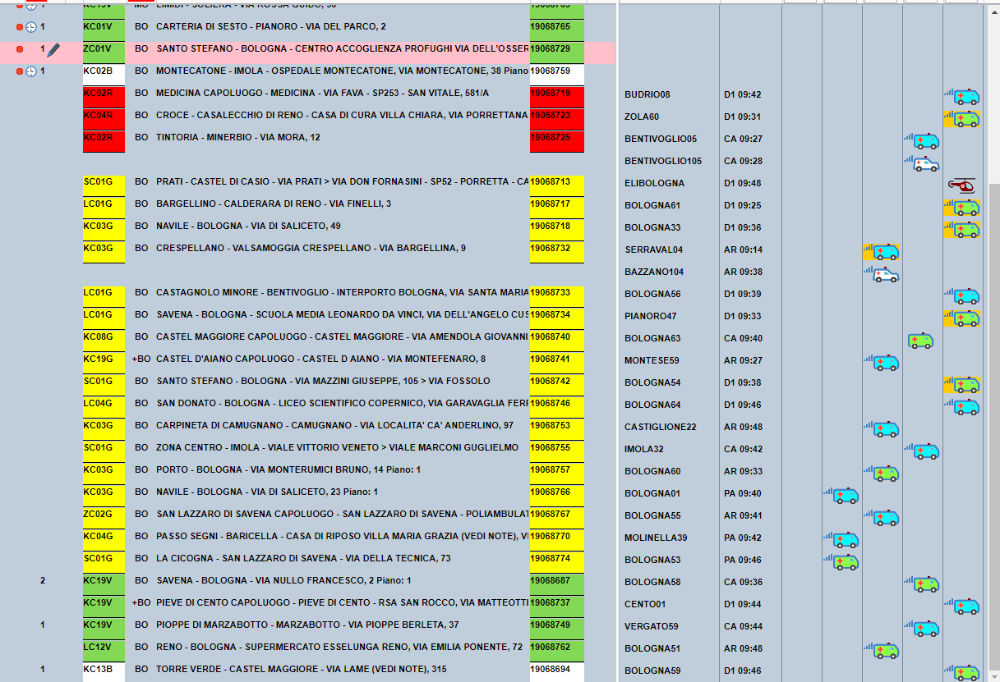 KC19V MO LIMIDI - SOLIERA - VIA ROSSA GUIDO, 50 19068763
1 KC01V BO CARTERIA DI SESTO - PIANORO - VIA DEL PARCO, 2 19068765
1 ZC01V BO SANTO STEFANO - BOLOGNA - CENTRO ACCOGLIENZA PROFUGHI VIA DELL'OSSER 19068729
1 KC02B BO MONTECATONE - IMOLA - OSPEDALE MONTECATONE, VIA MONTECATONE, 38 Piano 19068759
KC02R BO MEDICINA CAPOLUOGO - MEDICINA - VIA FAVA - SP253 - SAN VITALE, 581/A 19068719 BUDRIO08 D1 09:42
KC04R BO CROCE - CASALECCHIO DI RENO - CASA DI CURA VILLA CHIARA, VIA PORRETTANA 19068723 ZOLA60 D1 09:31
KC02R BO TINTORIA - MINERBIO - VIA MORA, 12 19068725 BENTIVOGLIO05 CA 09:27
BENTIVOGLIO105 CA 09:28
SC01G BO PRATI - CASTEL DI CASIO - VIA PRATI > VIA DON FORNASINI - SP52 - PORRETTA - CA 19068713 ELIBOLOGNA D1 09:48
LC01G BO BARGELLINO - CALDERARA DI RENO - VIA FINELLI, 3 19068717 BOLOGNA61 D1 09:25
KC03G BO NAVILE - BOLOGNA - VIA DI SALICETO, 49 19068718 BOLOGNA33 D1 09:36
KC03G BO CRESPELLANO - VALSAMOGGIA CRESPELLANO - VIA BARGELLINA, 9 19068732 SERRAVAL04 AR 09:14
BAZZANO104 AR 09:38
LC01G BO CASTAGNOLO MINORE - BENTIVOGLIO - INTERPORTO BOLOGNA, VIA SANTA MARIA 19068733 BOLOGNA56 D1 09:39
LC01G BO SAVENA - BOLOGNA - SCUOLA MEDIA LEONARDO DA VINCI, VIA DELL'ANGELO CUS 19068734 PIANORO47 D1 09:33
KC08G BO CASTEL MAGGIORE CAPOLUOGO - CASTEL MAGGIORE - VIA AMENDOLA GIOVANNI 19068740 BOLOGNA63 CA 09:40
KC19G +BO CASTEL D'AIANO CAPOLUOGO - CASTEL D AIANO - VIA MONTEFENARO, 8 19068741 MONTESE59 AR 09:27
SC01G BO SANTO STEFANO - BOLOGNA - VIA MAZZINI GIUSEPPE, 105 > VIA FOSSOLO 19068742 BOLOGNA54 D1 09:38
LC04G BO SAN DONATO - BOLOGNA - LICEO SCIENTIFICO COPERNICO, VIA GARAVAGLIA FERR 19068746 BOLOGNA64 D1 09:46
KC03G BO CARPINETA DI CAMUGNANO - CAMUGNANO - VIA LOCALITA' CA' ANDERLINO, 97 19068753 CASTIGLIONE22 AR 09:48
SC01G BO ZONA CENTRO - IMOLA - VIALE VITTORIO VENETO > VIALE MARCONI GUGLIELMO 19068755 IMOLA32 CA 09:42
KC03G BO PORTO - BOLOGNA - VIA MONTERUMICI BRUNO, 14 Piano: 1 19068757 BOLOGNA60 AR 09:33
KC03G BO NAVILE - BOLOGNA - VIA DI SALICETO, 23 Piano: 1 19068766 BOLOGNA01 PA 09:40
ZC02G BO SAN LAZZARO DI SAVENA CAPOLUOGO - SAN LAZZARO DI SAVENA - POLIAMBULAT 19068767 BOLOGNA55 AR 09:41
KC04G BO PASSO SEGNI - BARICELLA - CASA DI RIPOSO VILLA MARIA GRAZIA (VEDI NOTE), VI 19068770 MOLINELLA39 PA 09:42
SC01G BO LA CICOGNA - SAN LAZZARO DI SAVENA - VIA DELLA TECNICA, 73 19068774 BOLOGNA53 PA 09:46
2 KC19V BO SAVENA - BOLOGNA - VIA NULLO FRANCESCO, 2 Piano: 1 19068687 BOLOGNA58 CA 09:36
KC19V +BO PIEVE DI CENTO CAPOLUOGO - PIEVE DI CENTO - RSA SAN ROCCO, VIA MATTEOTTI 19068737 CENTO01 D1 09:44
1 KC19V BO PIOPPE DI MARZABOTTO - MARZABOTTO - VIA PIOPPE BERLETA, 37 19068749 VERGATO59 CA 09:44
LC12V BO RENO - BOLOGNA - SUPERMERCATO ESSELUNGA RENO, VIA EMILIA PONENTE, 72 19068762 BOLOGNA51 AR 09:48
1 KC13B BO TORRE VERDE - CASTEL MAGGIORE - VIA LAME (VEDI NOTE), 315 19068694 BOLOGNA59 D1 09:46